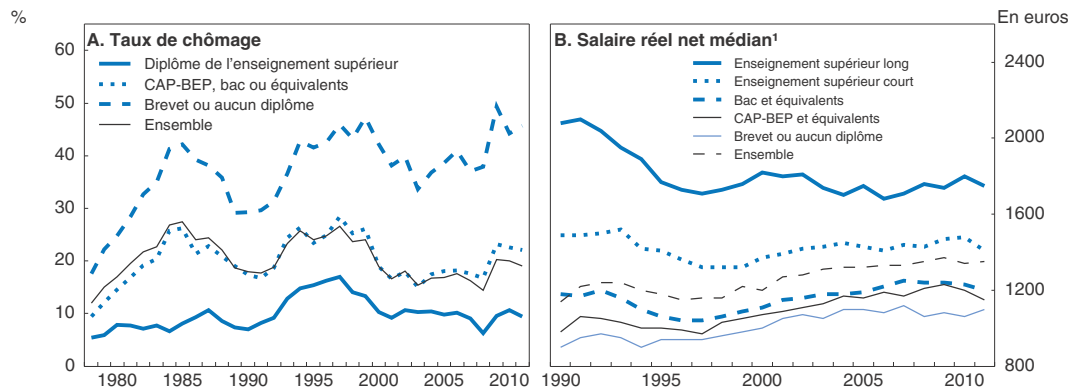 %
A. Taux de chômage
Diplôme de l'enseignement supérieur
CAP-BEP, bac ou équivalents
Brevet ou aucun diplôme
Ensemble
60
50
40
30
20
10
0
1980 1985 1990 1995 2000 2005 2010
En euros
B. Salaire réel net médian¹
Enseignement supérieur long
Enseignement supérieur court
Bac et équivalents
CAP-BEP et équivalents
Brevet ou aucun diplôme
Ensemble
2400
2000
1600
1200
800
1990 1995 2000 2005 2010